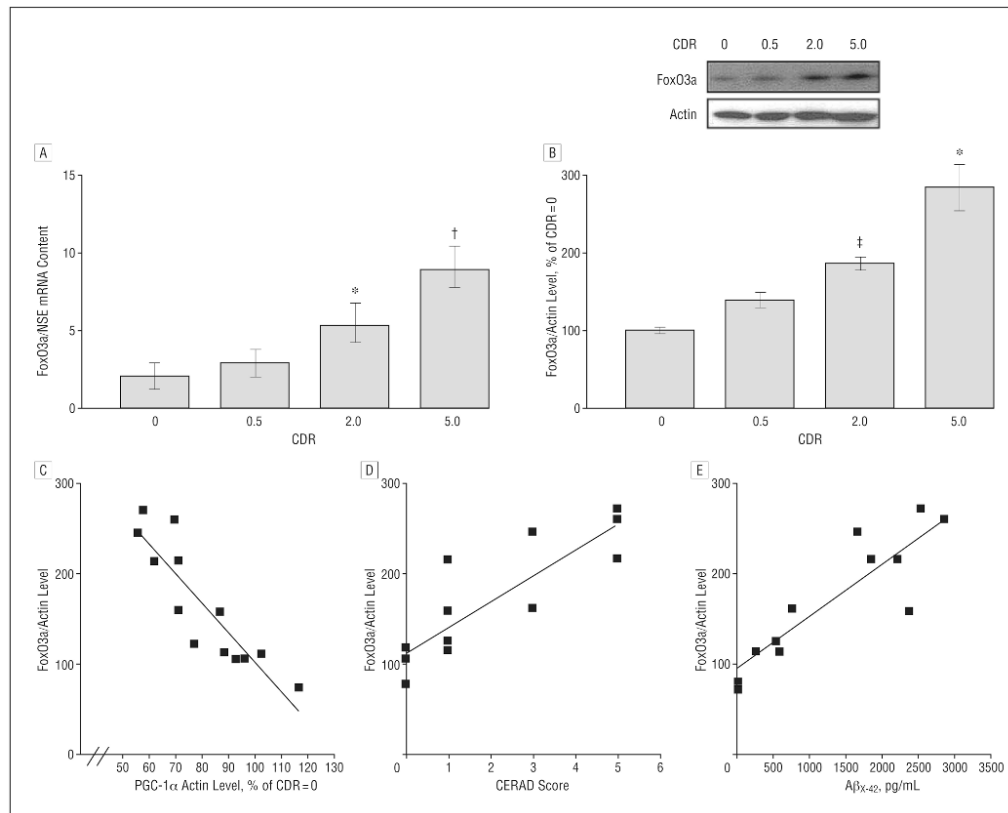 CDR 0 0.5 2.0 5.0
FoxO3a
Actin
A
15
10
5
0
FoxO3a/NSE mRNA Content
*
†
0 0.5 2.0 5.0
CDR
B
300
200
100
0
FoxO3a/Actin Level, % of CDR=0
‡
*
0 0.5 2.0 5.0
CDR
C
300
200
100
0
FoxO3a/Actin Level
50 60 70 80 90 100 110 120 130
PGC-1α Actin Level, % of CDR=0
D
300
200
100
0
FoxO3a/Actin Level
0 1 2 3 4 5 6
CERAD Score
E
300
200
100
0
FoxO3a/Actin Level
0 500 1000 1500 2000 2500 3000 3500
Aβx-42, pg/mL